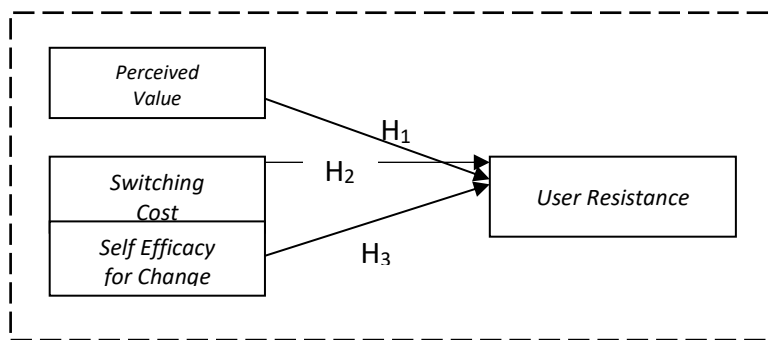 Perceived
Value
H1
Switching
Cost
H2
User Resistance
Self Efficacy
for Change
H3